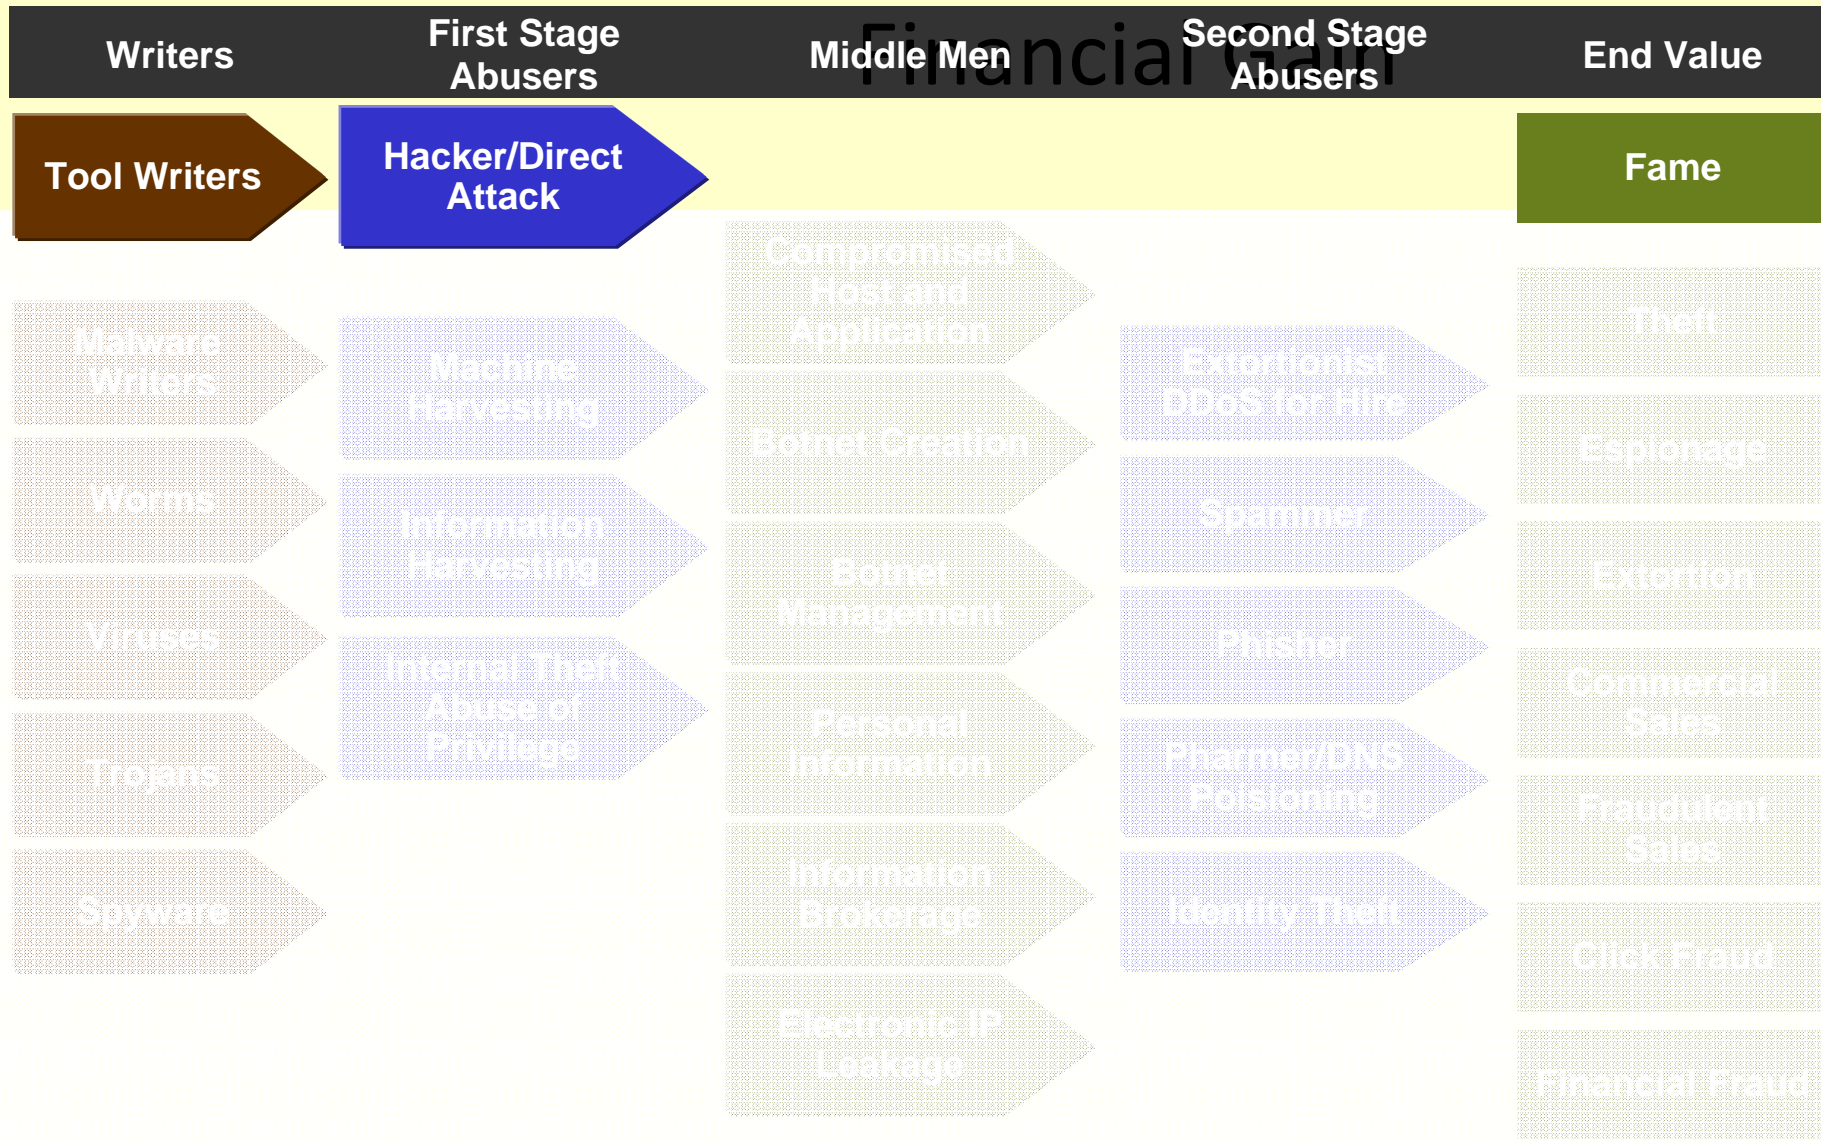 Financial Gain
Writers
First Stage
Abusers
Middle Men
Second Stage
Abusers
End Value
Tool Writers
Hacker/Direct
Attack
Fame
Malware
Writers
Worms
Viruses
Trojans
Spyware
Machine
Harvesting
Information
Harvesting
Internal Theft
Abuse of
Privilege
Compromised
Host and
Application
Botnet Creation
Botnet
Management
Personal
Information
Information
Brokerage
Electronic IP
Leakage
Extortionist
DDoS for Hire
Spammer
Phisher
Pharmer/DNS
Poisioning
Identity Theft
Theft
Espionage
Extortion
Commercial
Sales
Fraudulent
Sales
Click Fraud
Financial Fraud